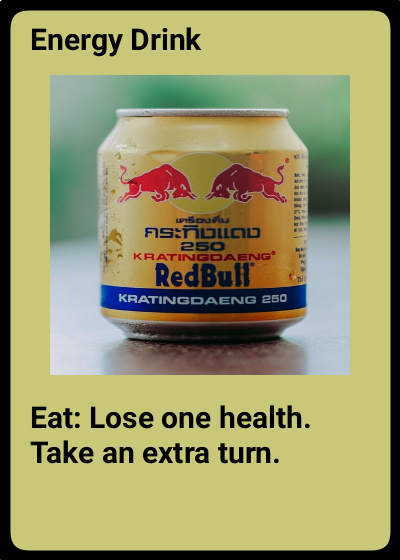 Energy Drink
เครื่องดื่ม
กระทิงแดง
250
KRATINGDAENG®
RedBull®
KRATINGDAENG 250
Eat: Lose one health.
Take an extra turn.